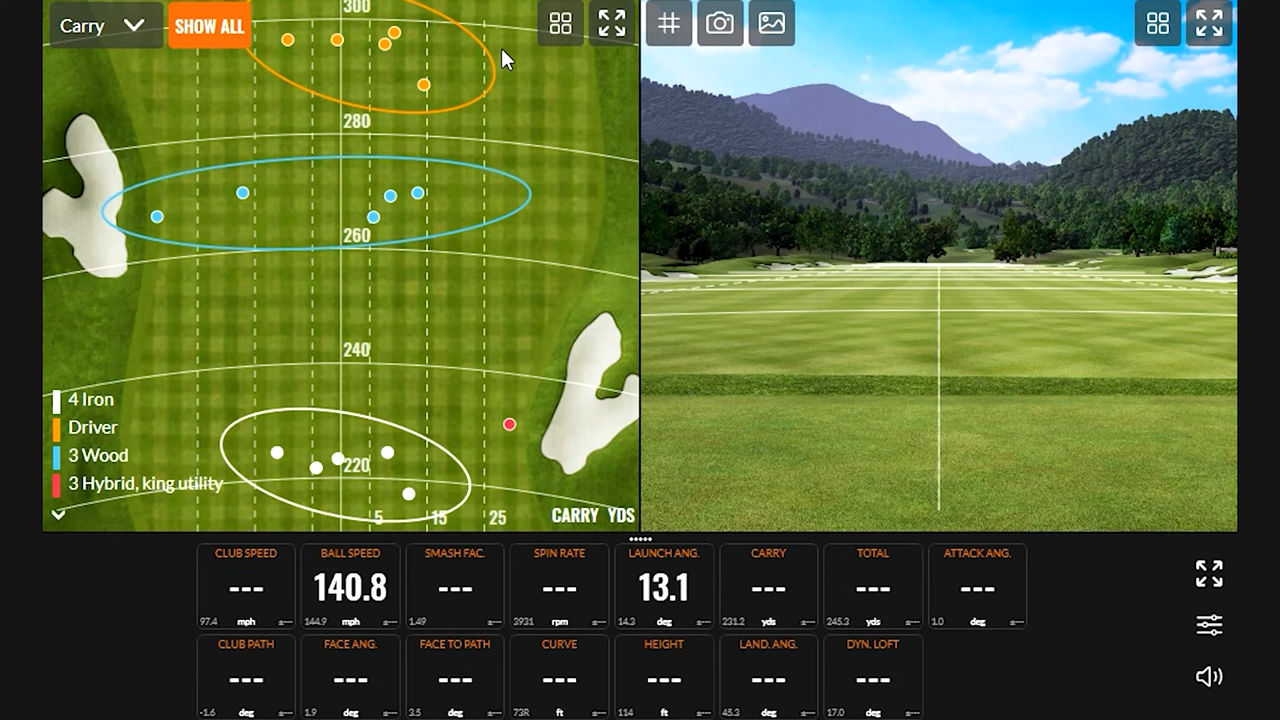 Carry
SHOW ALL
300
280
260
240
220
4 Iron
Driver
3 Wood
3 Hybrid, king utility
5 15 25 CARRY YDS
CLUB SPEED BALL SPEED SMASH FAC. SPIN RATE LAUNCH ANG. CARRY TOTAL ATTACK ANG.
--- 140.8 --- --- 13.1 --- --- ---
97.4 mph ±--- 144.9 mph ±--- 1.49 ±--- 3931 rpm ±--- 14.3 deg ±--- 231.2 yds ±--- 245.3 yds ±--- 1.0 deg ±---
CLUB PATH FACE ANG. FACE TO PATH CURVE HEIGHT LAND. ANG. DYN. LOFT
--- --- --- --- --- --- ---
-1.6 deg ±--- 1.9 deg ±--- 3.5 deg ±--- 73R ft ±--- 114 ft ±--- 45.3 deg ±--- 17.0 deg ±---